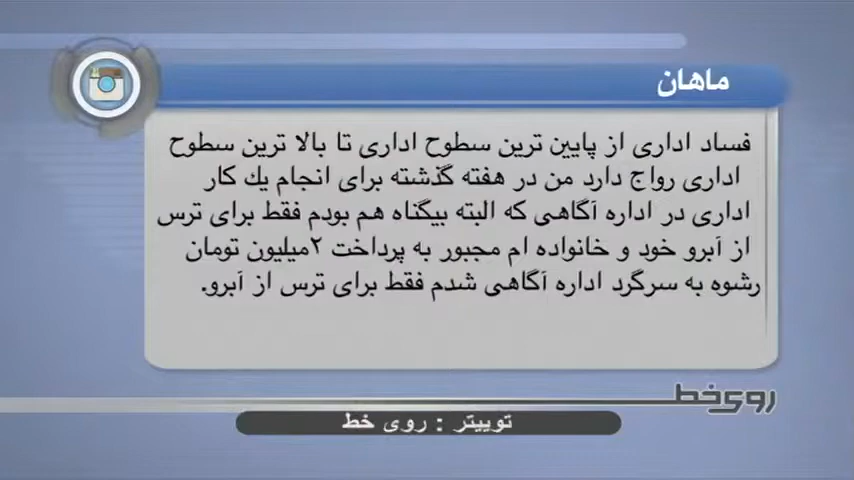 ماهان
فساد اداری از پایین ترین سطوح اداری تا بالا ترین سطوح
اداری رواج دارد من در هفته گذشته برای انجام یك کار
اداری در اداره آگاهی که البته بیگناه هم بودم فقط برای ترس
از آبرو خود و خانواده ام مجبور به پرداخت ۲میلیون تومان
رشوه به سرگرد اداره آگاهی شدم فقط برای ترس از آبرو.
روی خط
توییتر : روی خط